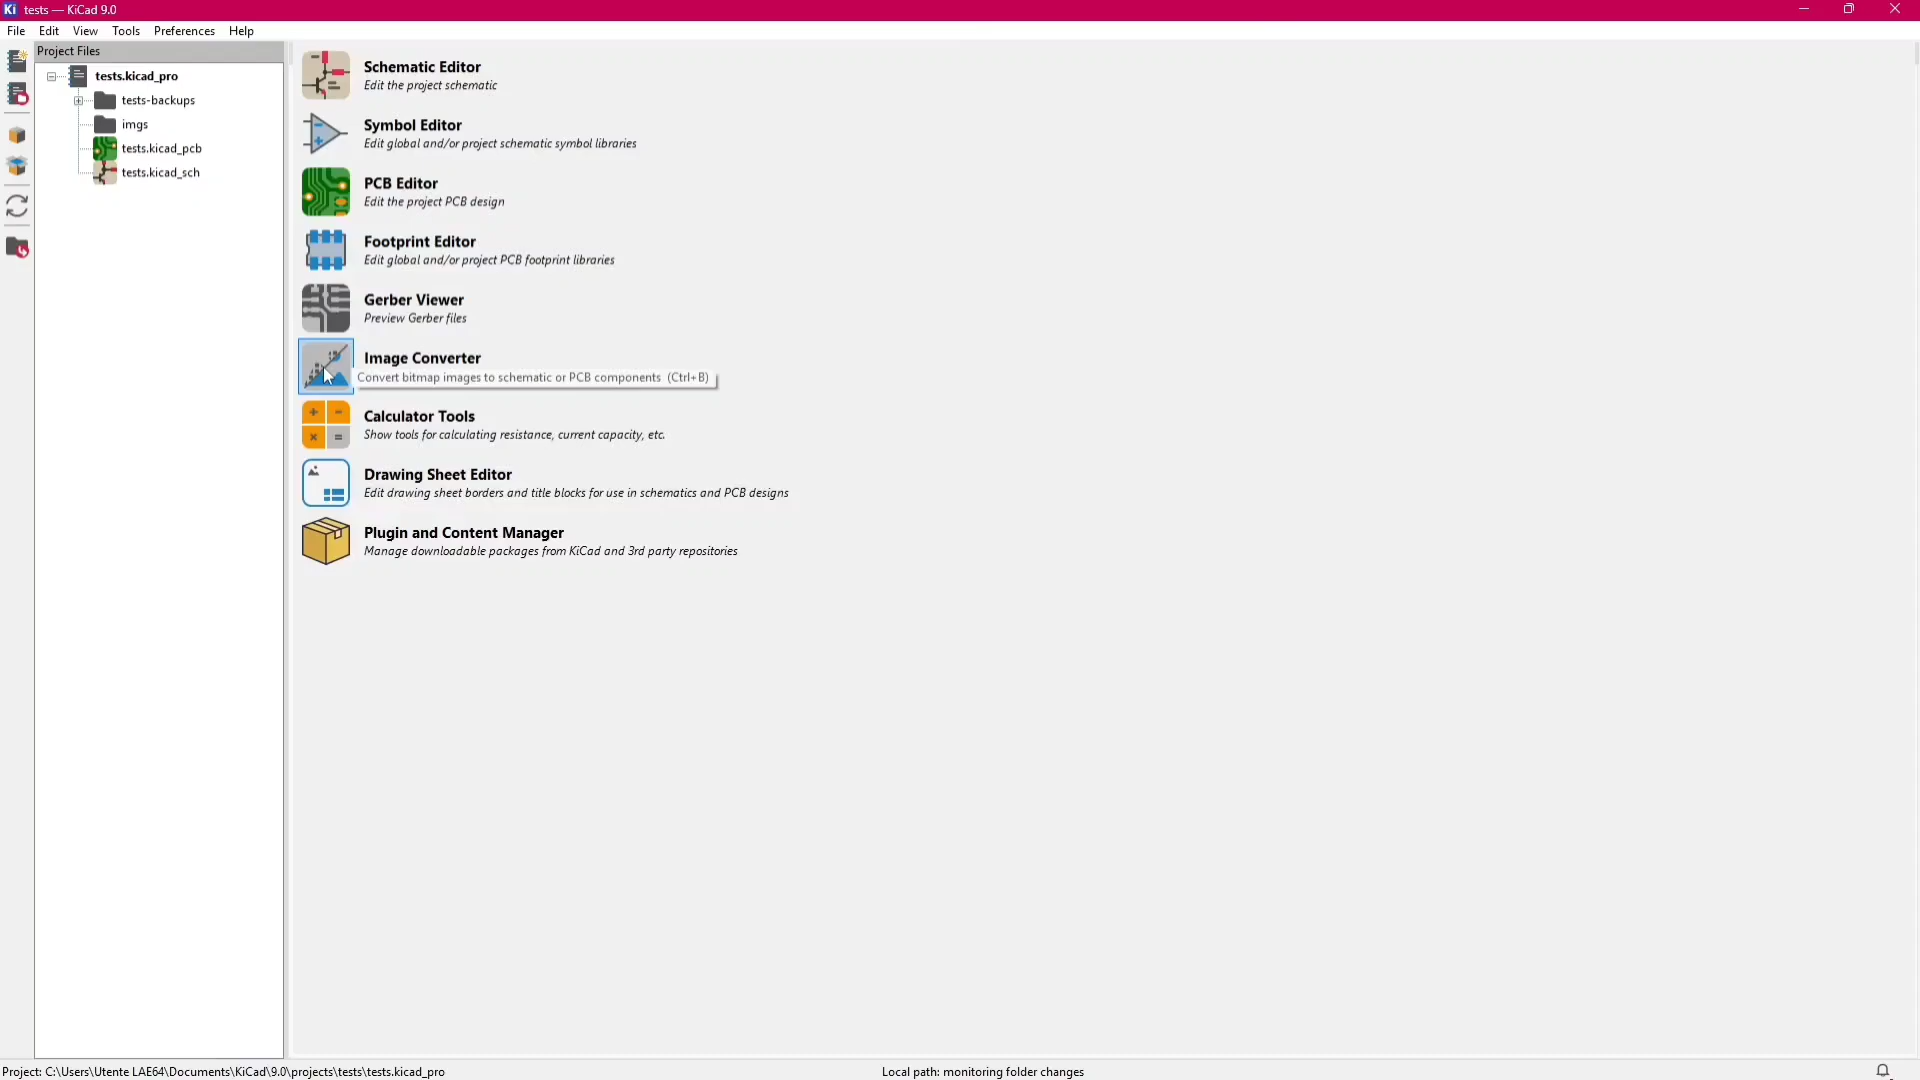 Ki tests — KiCad 9.0
File Edit View Tools Preferences Help
Project Files
tests.kicad_pro
tests-backups
imgs
tests.kicad_pcb
tests.kicad_sch
Schematic Editor
Edit the project schematic
Symbol Editor
Edit global and/or project schematic symbol libraries
PCB Editor
Edit the project PCB design
Footprint Editor
Edit global and/or project PCB footprint libraries
Gerber Viewer
Preview Gerber files
Image Converter
Convert bitmap images to schematic or PCB components (Ctrl+B)
Calculator Tools
Show tools for calculating resistance, current capacity, etc.
Drawing Sheet Editor
Edit drawing sheet borders and title blocks for use in schematics and PCB designs
Plugin and Content Manager
Manage downloadable packages from KiCad and 3rd party repositories
Project: C:\Users\Utente LAE64\Documents\KiCad\9.0\projects\tests\tests.kicad_pro
Local path: monitoring folder changes